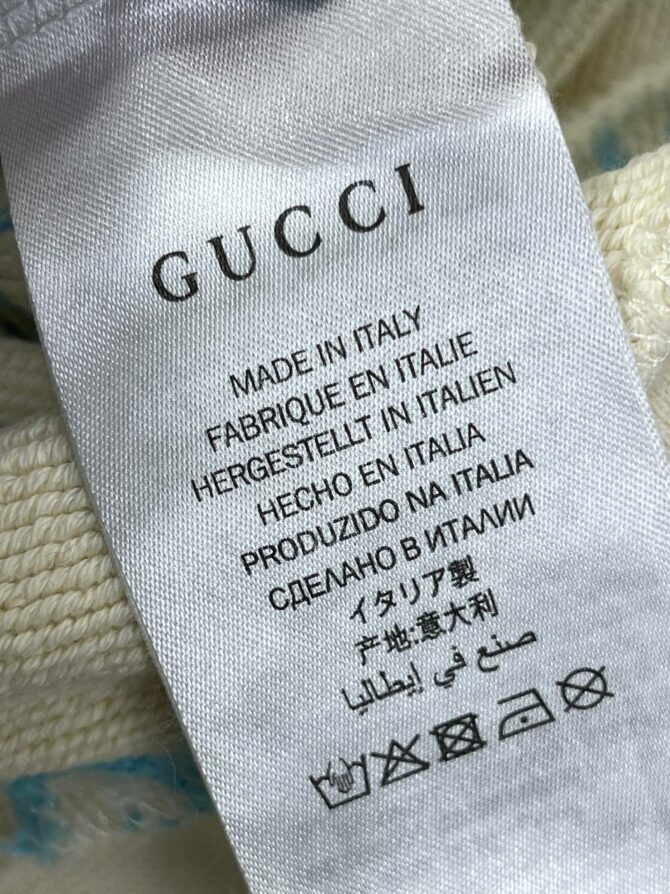 GUCCI
MADE IN ITALY
FABRIQUE EN ITALIE
HERGESTELLT IN ITALIEN
HECHO EN ITALIA
PRODUZIDO NA ITALIA
СДЕЛАНО В ИТАЛИИ
イタリア製
产地:意大利
صنع في إيطاليا